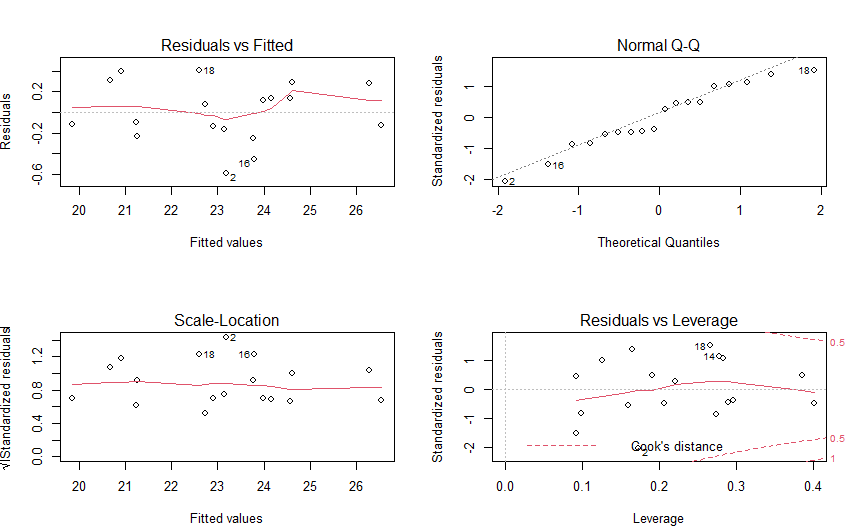 Residuals vs Fitted
Residuals
0.2
-0.2
-0.6
18
16
2
20 21 22 23 24 25 26
Fitted values
Normal Q-Q
Standardized residuals
1
0
-1
-2
18
16
2
-2 -1 0 1 2
Theoretical Quantiles
Scale-Location
√|Standardized residuals|
1.2
0.8
0.4
0.0
2
18 16
20 21 22 23 24 25 26
Fitted values
Residuals vs Leverage
Standardized residuals
1
0
-1
-2
18
14
0.5
0.5
1
Cook's distance
2
0.0 0.1 0.2 0.3 0.4
Leverage